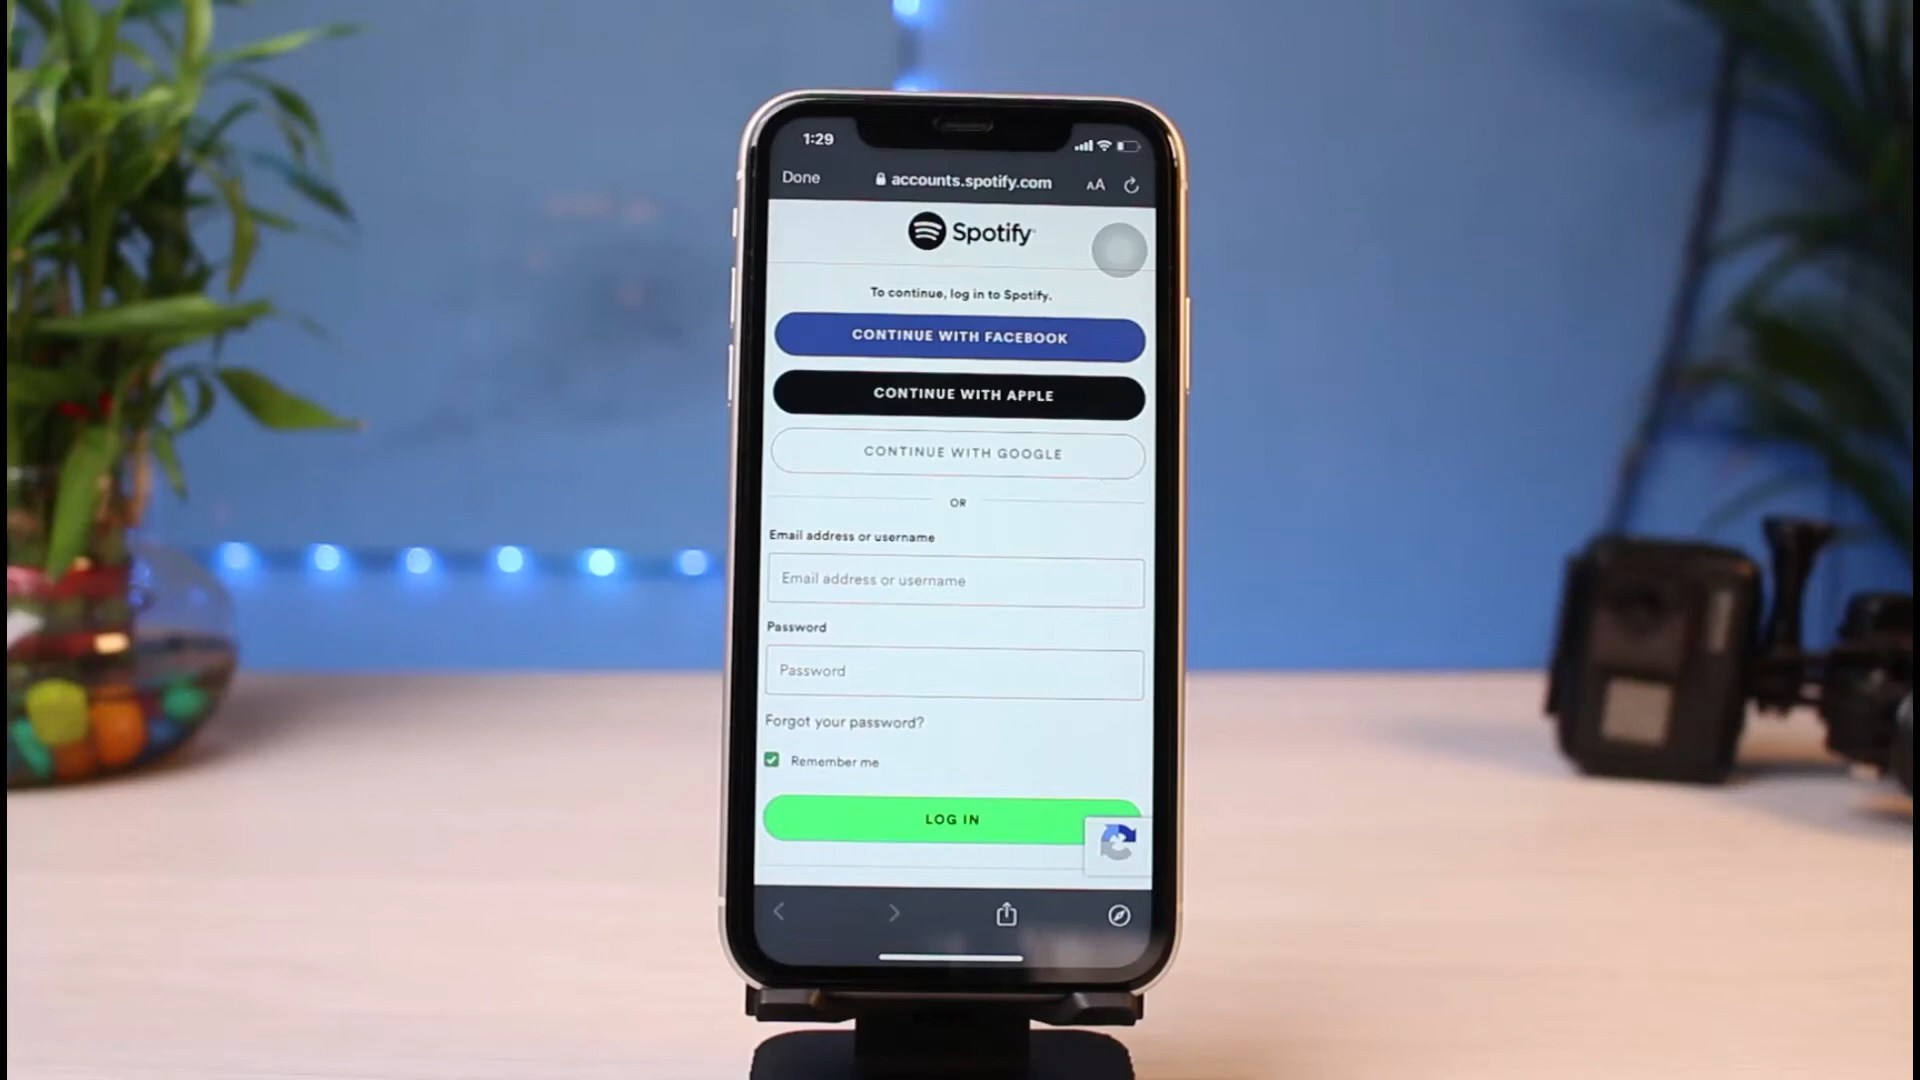 1:29
Done
accounts.spotify.com
AA
Spotify
To continue, log in to Spotify.
CONTINUE WITH FACEBOOK
CONTINUE WITH APPLE
CONTINUE WITH GOOGLE
OR
Email address or username
Email address or username
Password
Password
Forgot your password?
Remember me
LOG IN